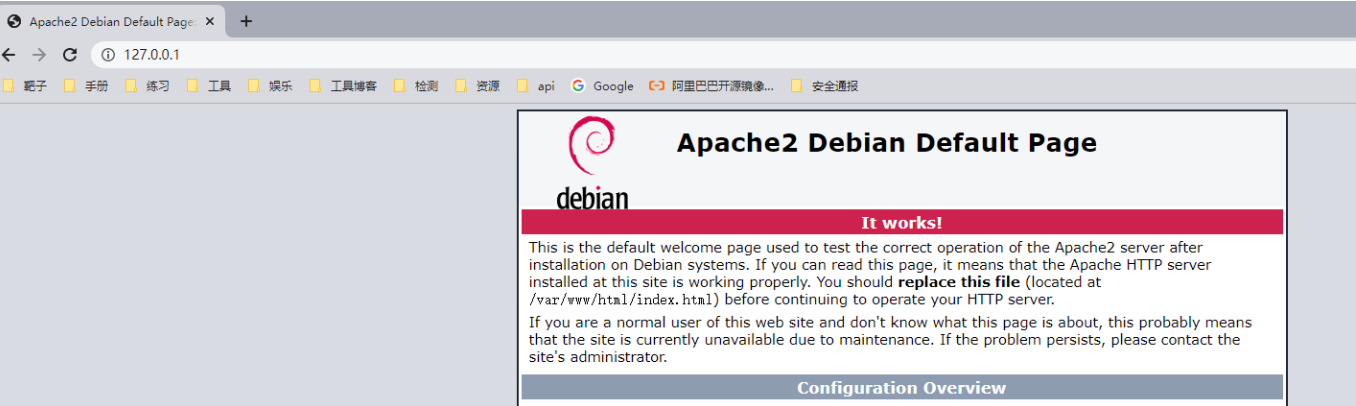 Apache2 Debian Default Page:
127.0.0.1
靶子 手册 练习 工具 娱乐 工具博客 检测 资源 api Google 阿里巴巴开源镜像... 安全通报
Apache2 Debian Default Page
debian
It works!
This is the default welcome page used to test the correct operation of the Apache2 server after
installation on Debian systems. If you can read this page, it means that the Apache HTTP server
installed at this site is working properly. You should replace this file (located at
/var/www/html/index.html) before continuing to operate your HTTP server.
If you are a normal user of this web site and don't know what this page is about, this probably means
that the site is currently unavailable due to maintenance. If the problem persists, please contact the
site's administrator.
Configuration Overview